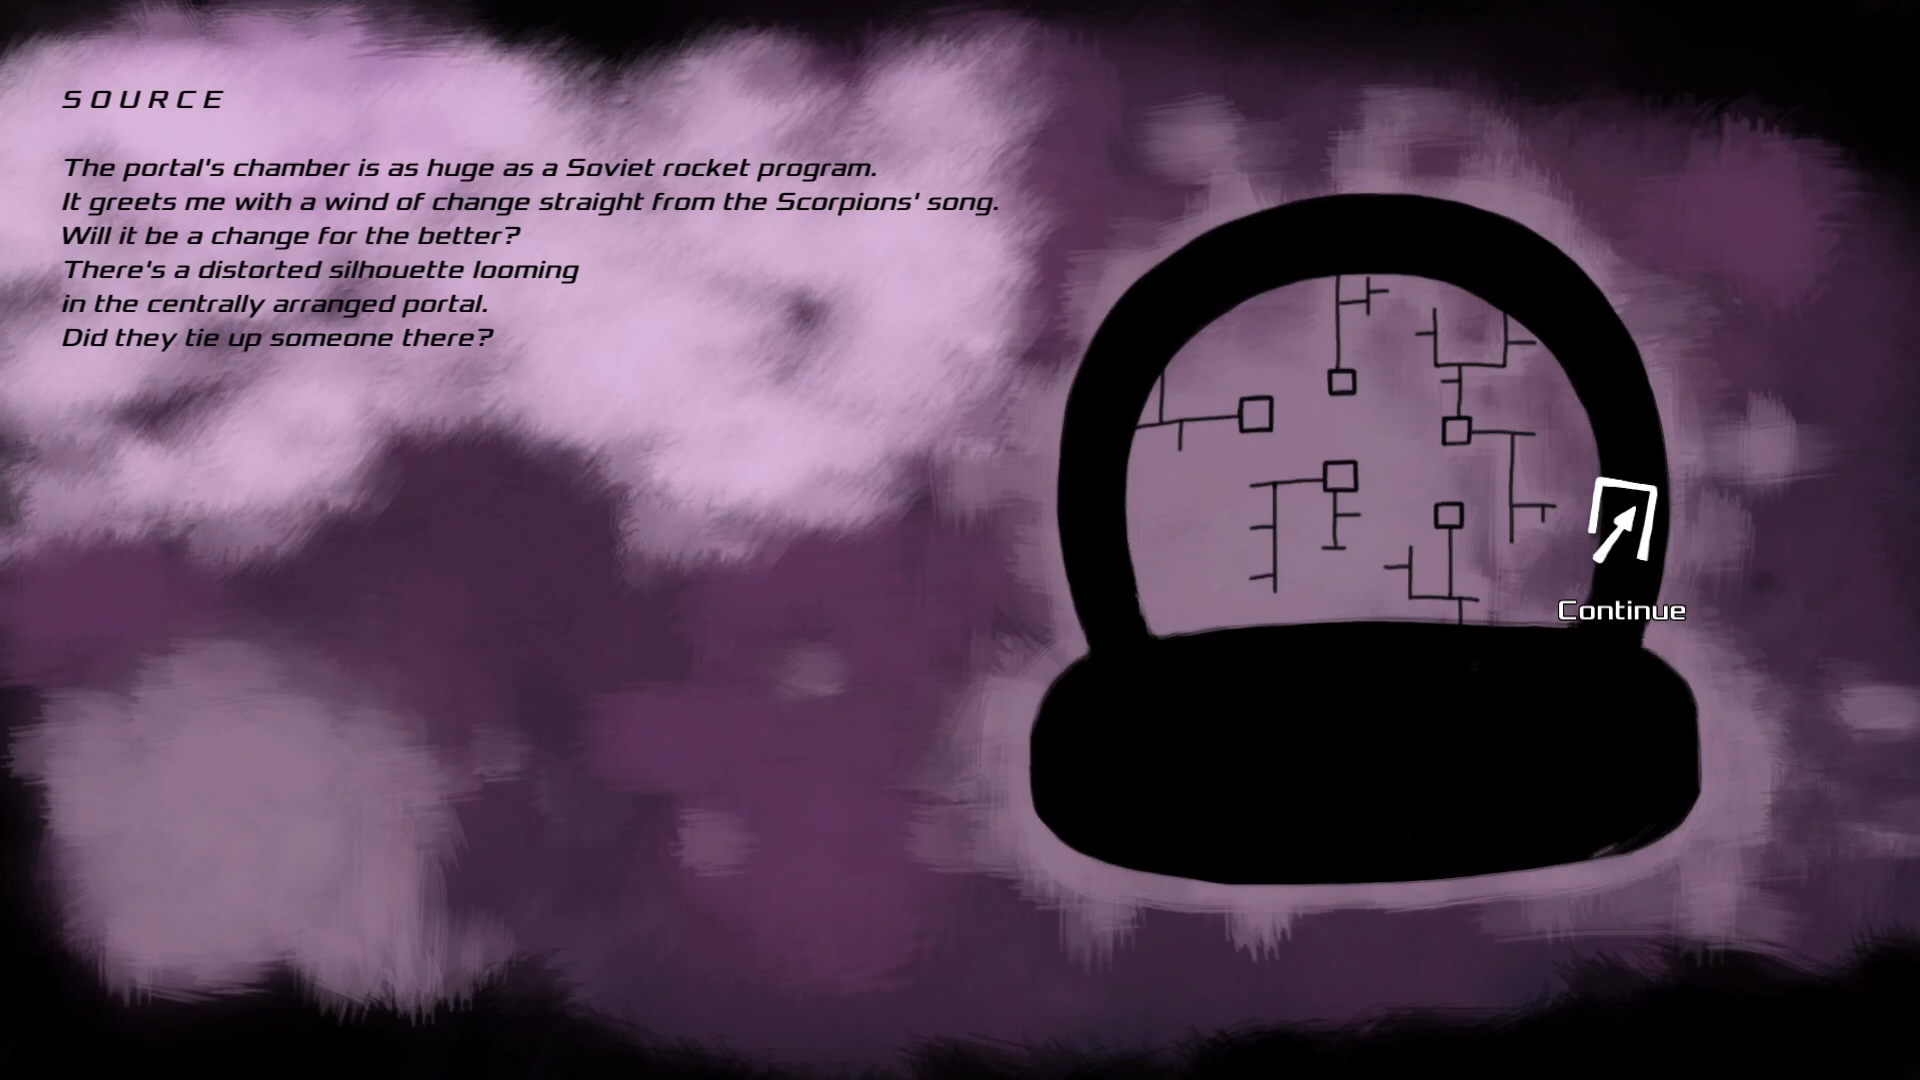 SOURCE
The portal's chamber is as huge as a Soviet rocket program.
It greets me with a wind of change straight from the Scorpions' song.
Will it be a change for the better?
There's a distorted silhouette looming
in the centrally arranged portal.
Did they tie up someone there?
Continue